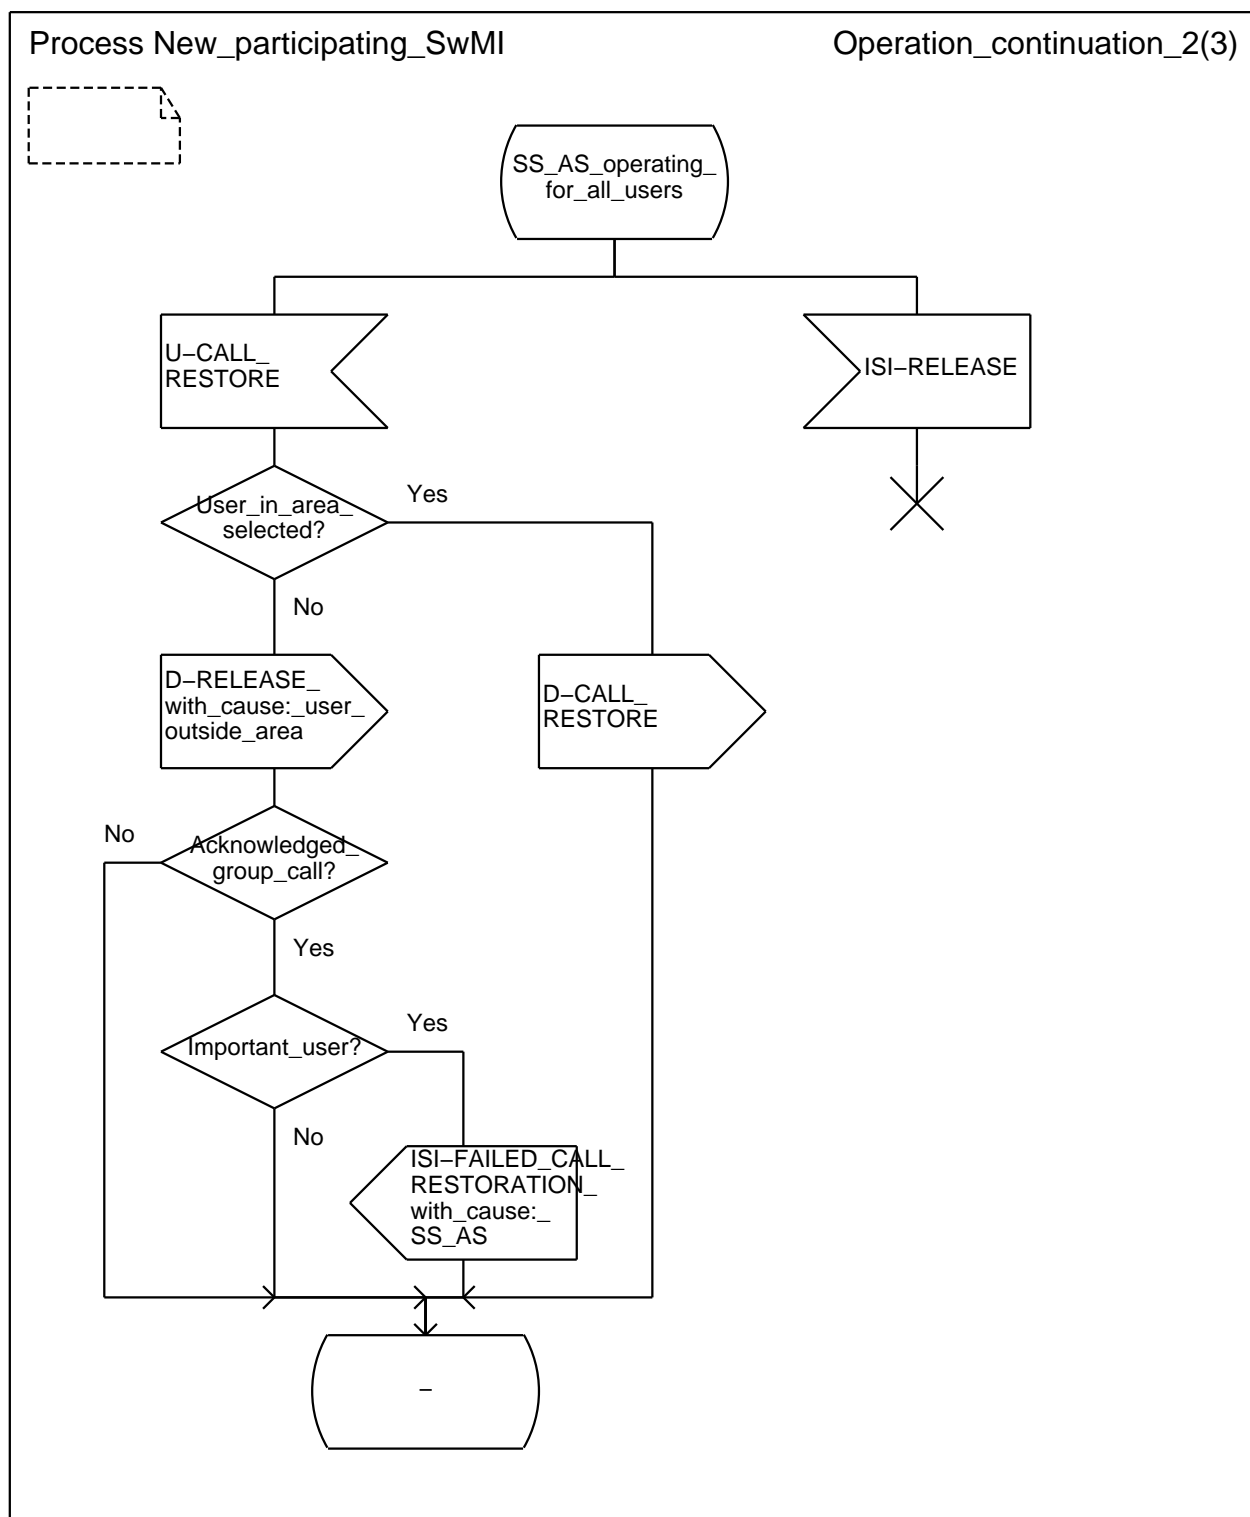 Process New_participating_SwMI
Operation_continuation_2(3)
SS_AS_operating_
for_all_users
U−CALL_
RESTORE
ISI−RELEASE
User_in_area_
selected?
Yes
No
D−RELEASE_
with_cause:_user_
outside_area
D−CALL_
RESTORE
No
Acknowledged_
group_call?
Yes
Important_user?
Yes
No
ISI−FAILED_CALL_
RESTORATION_
with_cause:_
SS_AS
−